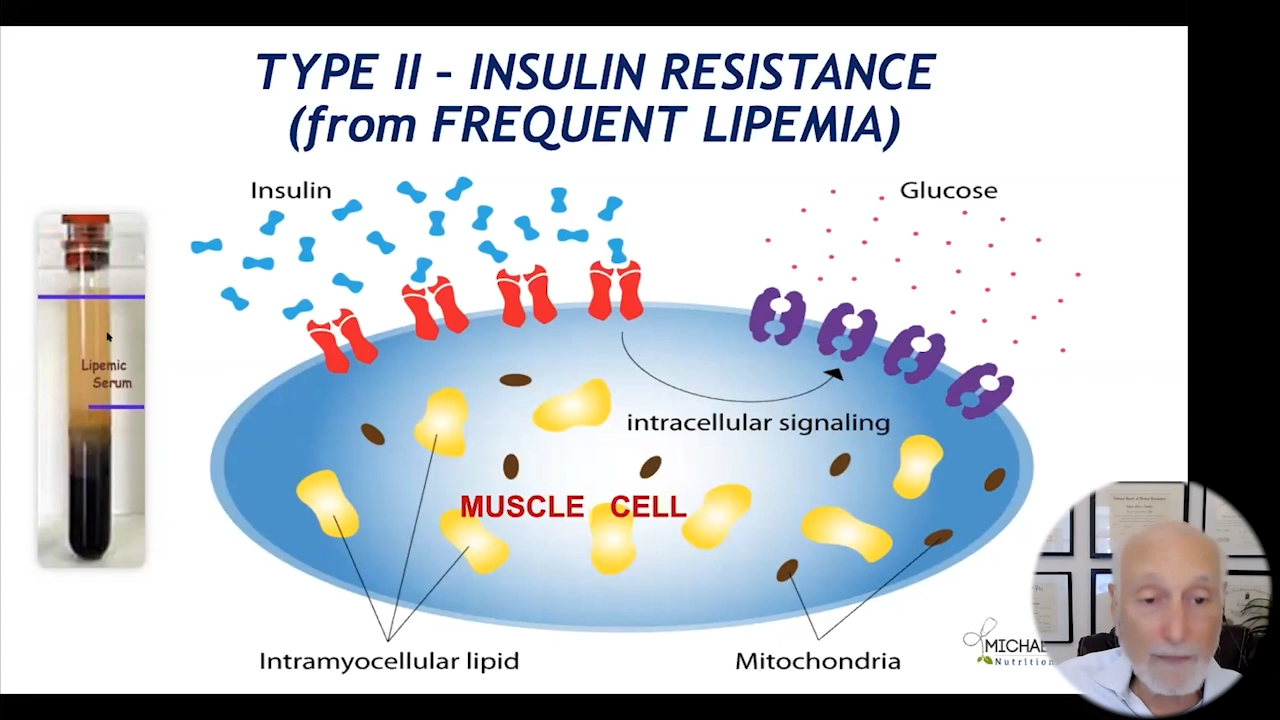 TYPE II - INSULIN RESISTANCE
(from FREQUENT LIPEMIA)
Insulin
Glucose
Lipemic
Serum
intracellular signaling
MUSCLE CELL
Intramyocellular lipid
Mitochondria
MICHA
Nutrition